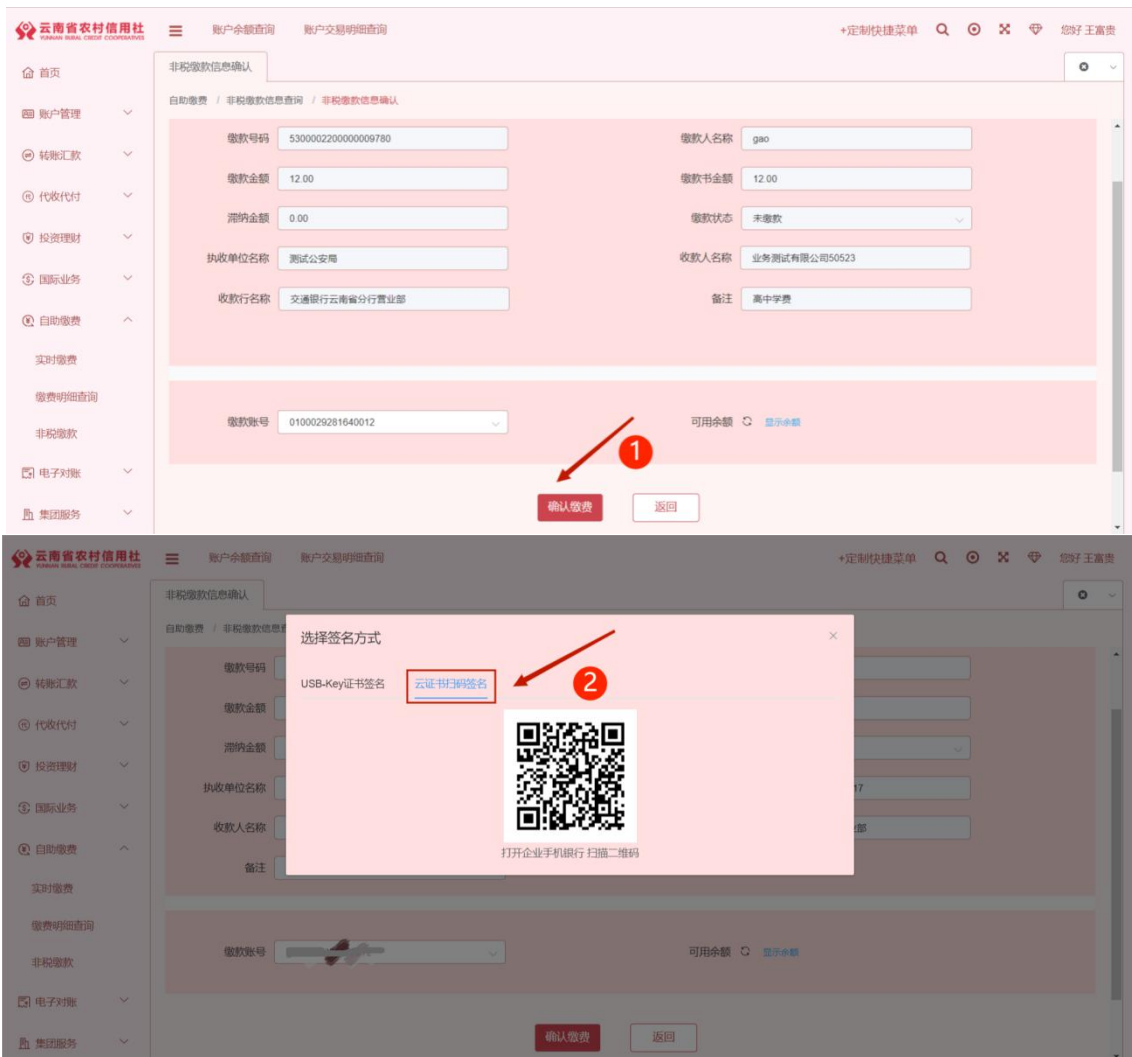 云南省农村信用社 账户余额查询 账户交易明细查询 +定制快捷菜单 您好 王富贵
YUNNAN RURAL CREDIT COOPERATIVES
首页
账户管理
转账汇款
代收代付
投资理财
国际业务
自助缴费
实时缴费
缴费明细查询
非税缴款
电子对账
集团服务
非税缴款信息确认
自助缴费 / 非税缴款信息查询 / 非税缴款信息确认
缴款号码 5300002200000009780 缴款人名称 gao
缴款金额 12.00 缴款书金额 12.00
滞纳金额 0.00 缴款状态 未缴款
执收单位名称 测试公安局 收款人名称 业务测试有限公司50523
收款行名称 交通银行云南省分行营业部 备注 高中学费
缴款账号 0100029281640012 可用余额 显示余额
1
确认缴费 返回
云南省农村信用社 账户余额查询 账户交易明细查询 +定制快捷菜单 您好 王富贵
YUNNAN RURAL CREDIT COOPERATIVES
首页
账户管理
转账汇款
代收代付
投资理财
国际业务
自助缴费
实时缴费
缴费明细查询
非税缴款
电子对账
集团服务
非税缴款信息确认
自助缴费 / 非税缴款信息
选择签名方式
USB-Key证书签名 云证书扫码签名
2
打开企业手机银行 扫描二维码
缴款号码
缴款金额
滞纳金额
执收单位名称 17
收款人名称 部
备注
缴款账号 可用余额 显示余额
确认缴费 返回